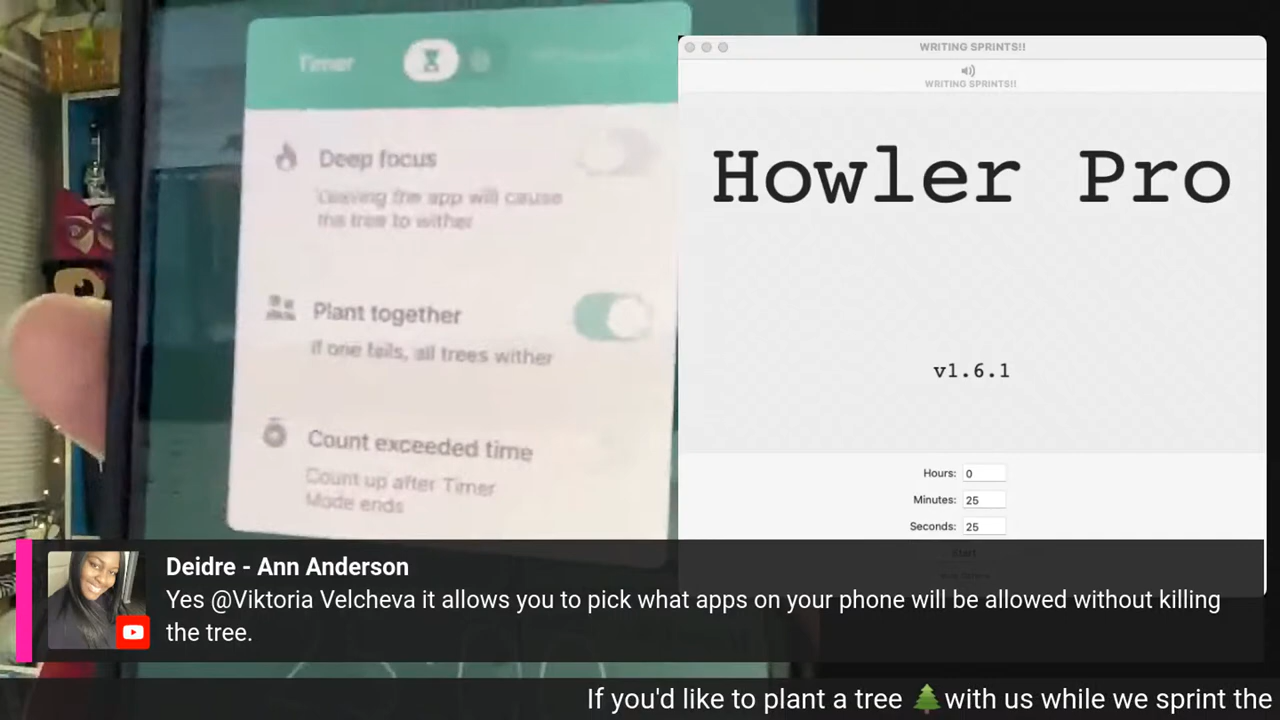 Timer
Deep focus
Leaving the app will cause
the tree to wither
Plant together
If one fails, all trees wither
Count exceeded time
Count up after Timer
Mode ends
WRITING SPRINTS!!
WRITING SPRINTS!!
Howler Pro
v1.6.1
Hours: 0
Minutes: 25
Seconds: 25
Start
Deidre - Ann Anderson
Yes @Viktoria Velcheva it allows you to pick what apps on your phone will be allowed without killing
the tree.
If you'd like to plant a tree 🌲with us while we sprint the